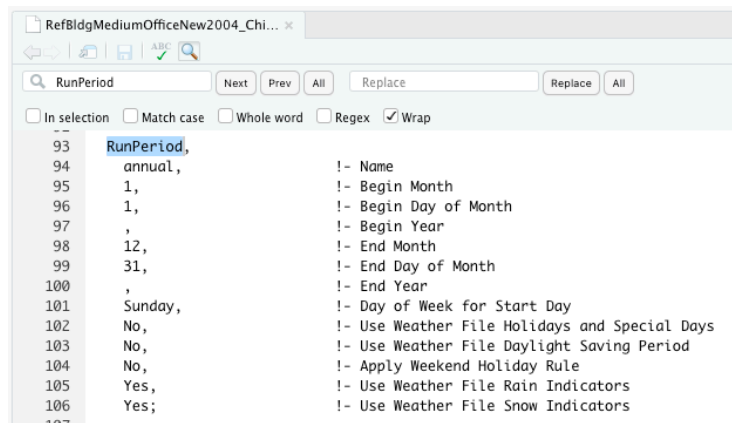 RefBldgMediumOfficeNew2004_Chi... ×
ABC
RunPeriod Next Prev All Replace Replace All
In selection Match case Whole word Regex Wrap
93 RunPeriod,
94 annual, !- Name
95 1, !- Begin Month
96 1, !- Begin Day of Month
97 , !- Begin Year
98 12, !- End Month
99 31, !- End Day of Month
100 , !- End Year
101 Sunday, !- Day of Week for Start Day
102 No, !- Use Weather File Holidays and Special Days
103 No, !- Use Weather File Daylight Saving Period
104 No, !- Apply Weekend Holiday Rule
105 Yes, !- Use Weather File Rain Indicators
106 Yes; !- Use Weather File Snow Indicators